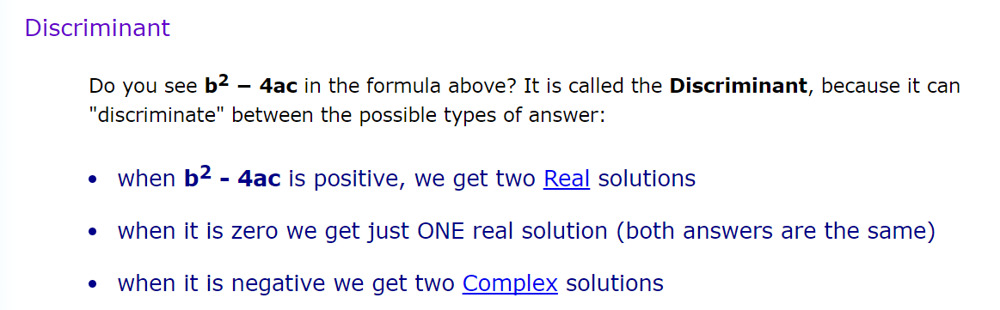 Discriminant
Do you see b² − 4ac in the formula above? It is called the Discriminant, because it can
"discriminate" between the possible types of answer:
• when b² - 4ac is positive, we get two Real solutions
• when it is zero we get just ONE real solution (both answers are the same)
• when it is negative we get two Complex solutions